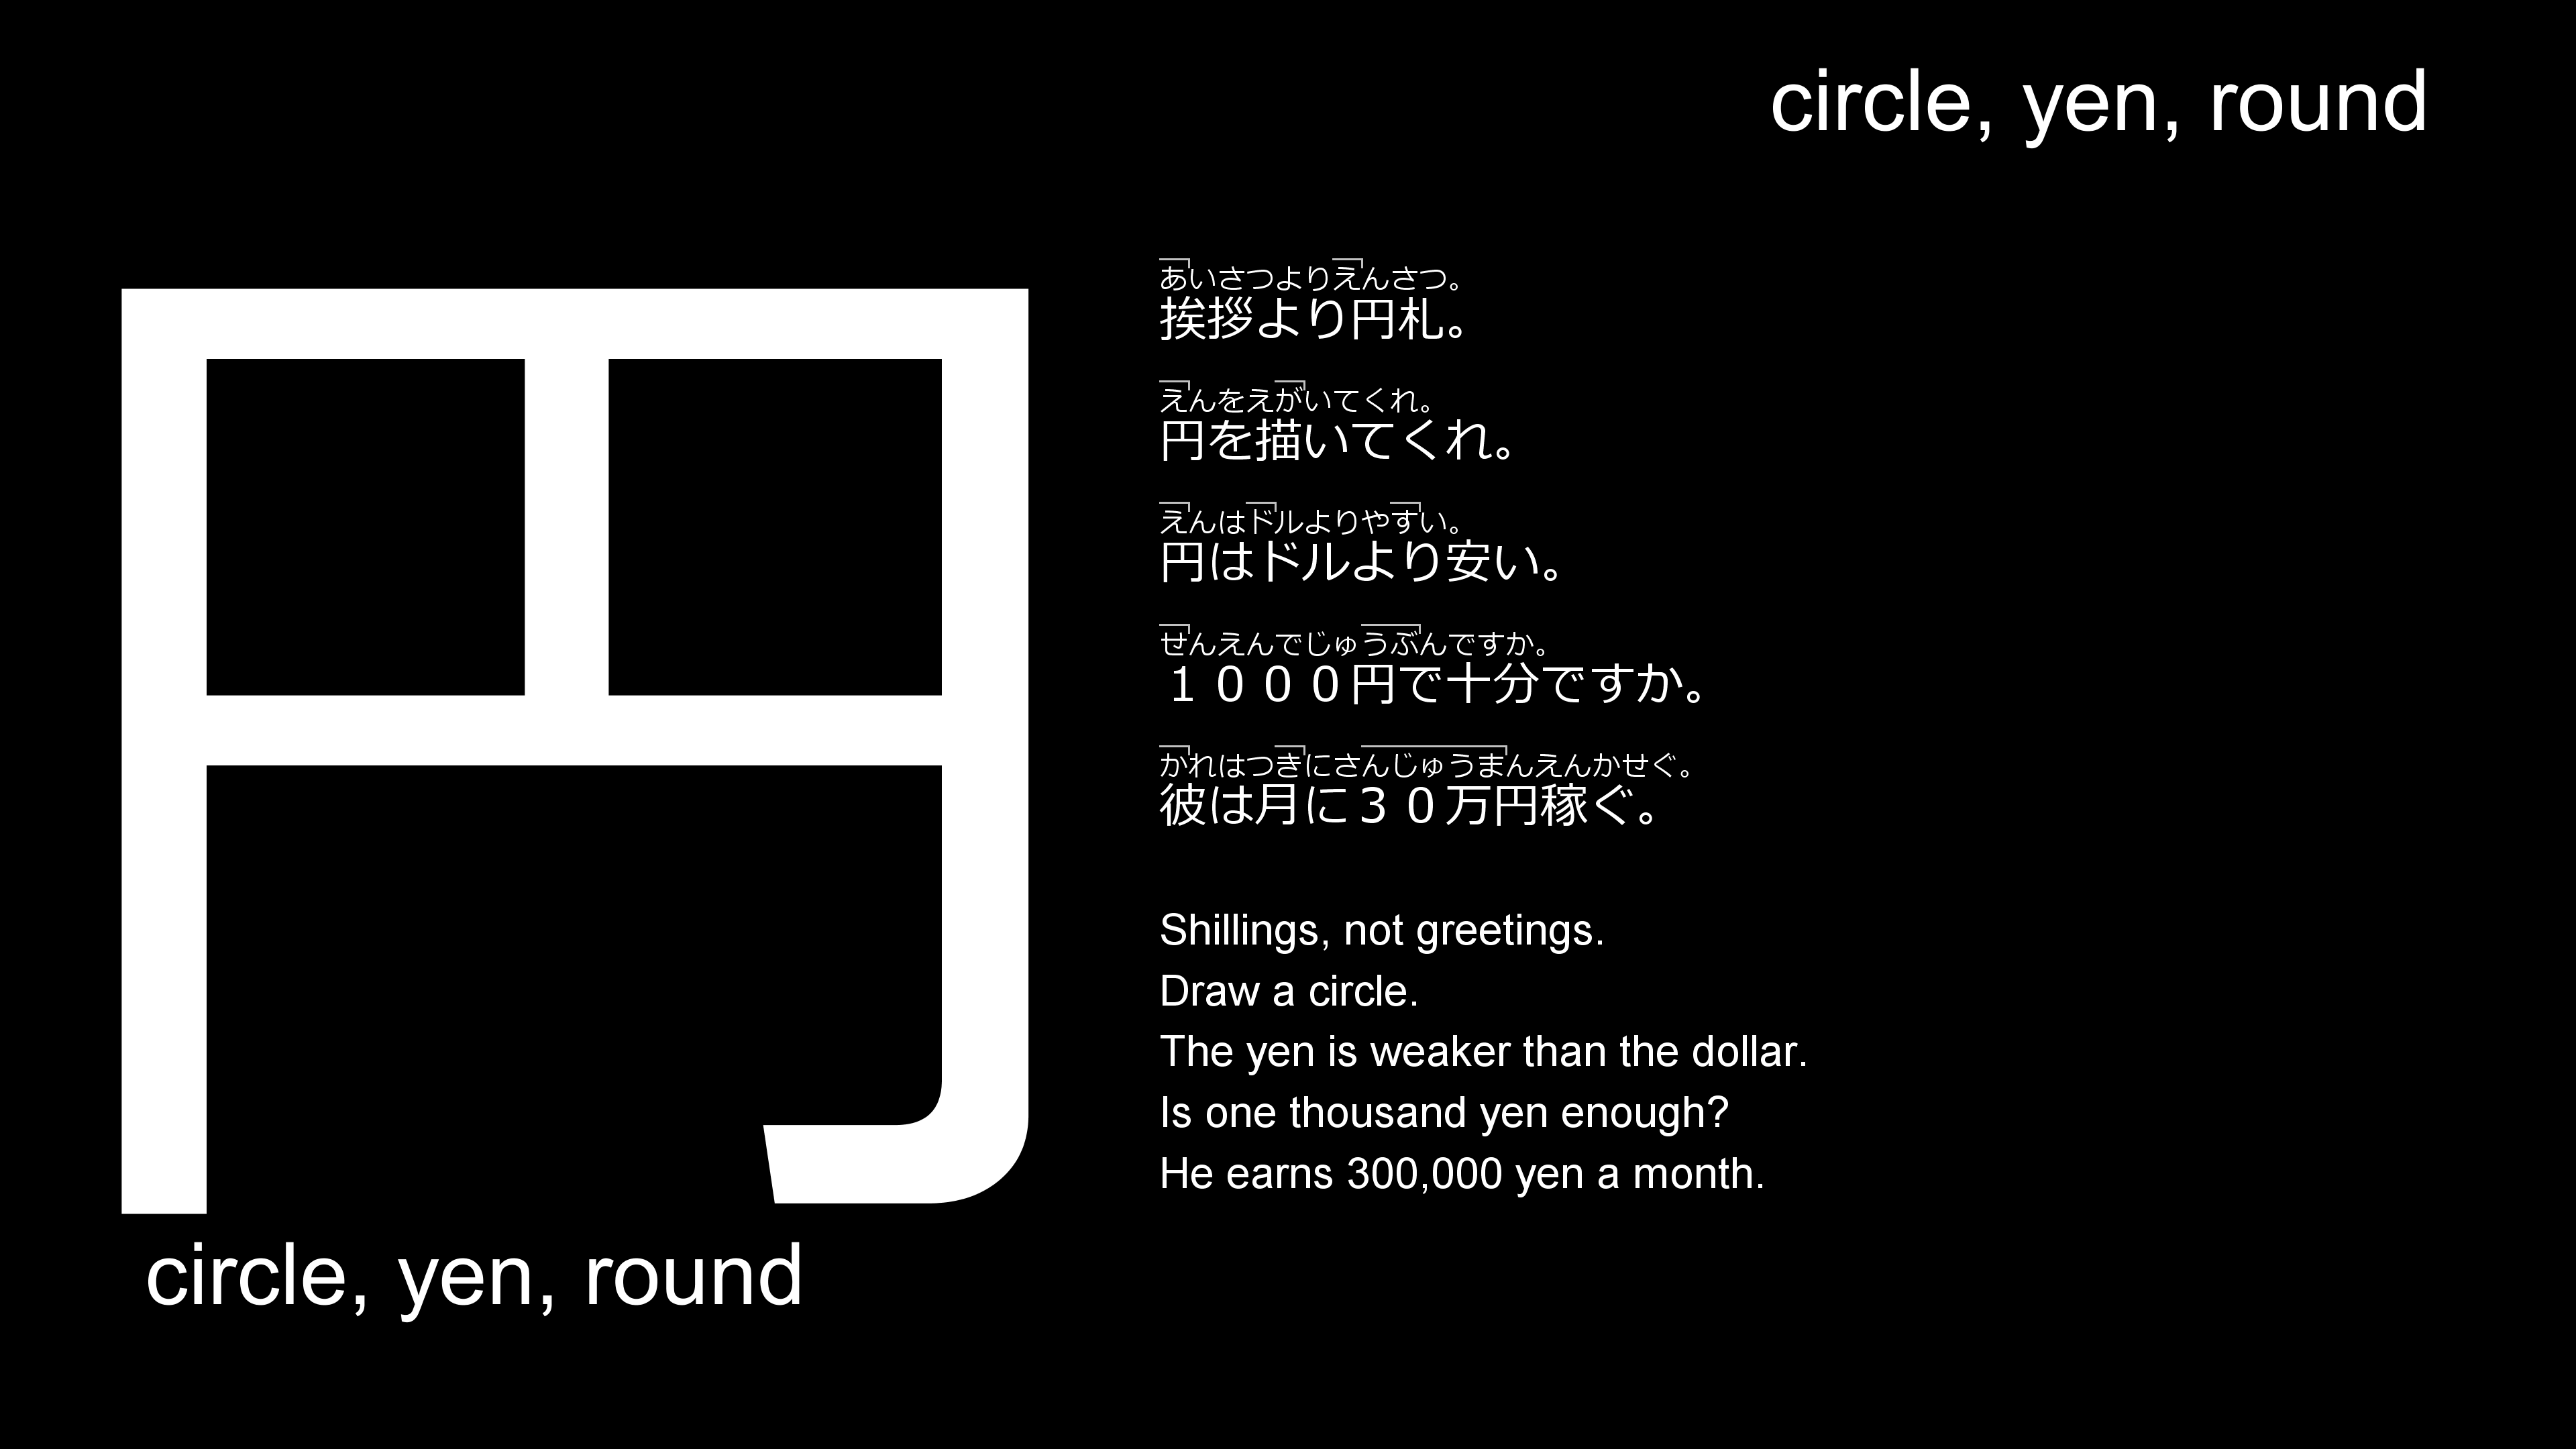 circle, yen, round
円
circle, yen, round
あいさつよりえんさつ。
挨拶より円札。
えんをえがいてくれ。
円を描いてくれ。
えんはドルよりやすい。
円はドルより安い。
せんえんでじゅうぶんですか。
１０００円で十分ですか。
かれはつきにさんじゅうまんえんかせぐ。
彼は月に３０万円稼ぐ。
Shillings, not greetings.
Draw a circle.
The yen is weaker than the dollar.
Is one thousand yen enough?
He earns 300,000 yen a month.